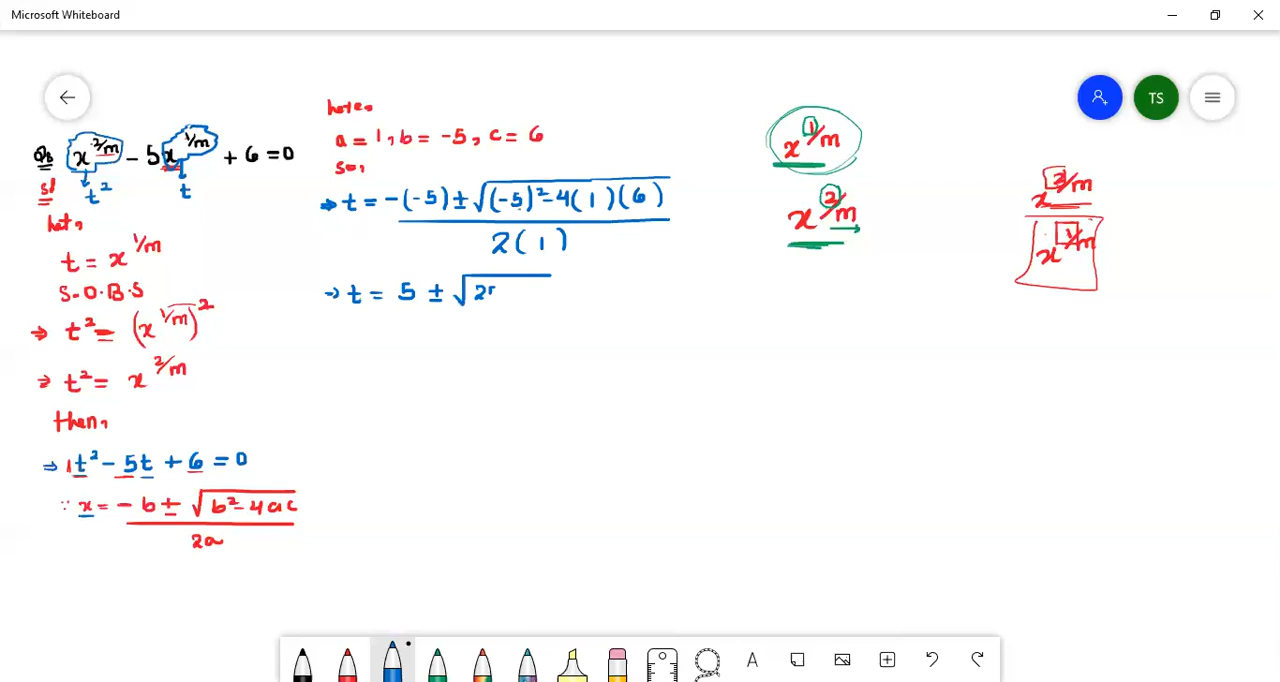 Microsoft Whiteboard
TS
Q8 x^2/m - 5x^1/m + 6 = 0
t² t
Sl
let,
t = x^1/m
S.O.B.S
⇒ t² = (x^1/m)²
⇒ t² = x^2/m
then,
⇒ 1t² - 5t + 6 = 0
∵ x = -b ± √b² - 4ac
2a
here,
a = 1, b = -5, c = 6
so,
⇒ t = -(-5) ± √(-5)² - 4(1)(6)
2(1)
⇒ t = 5 ± √2
x^1/m
x^2/m
x^2/m
x^1/m
A